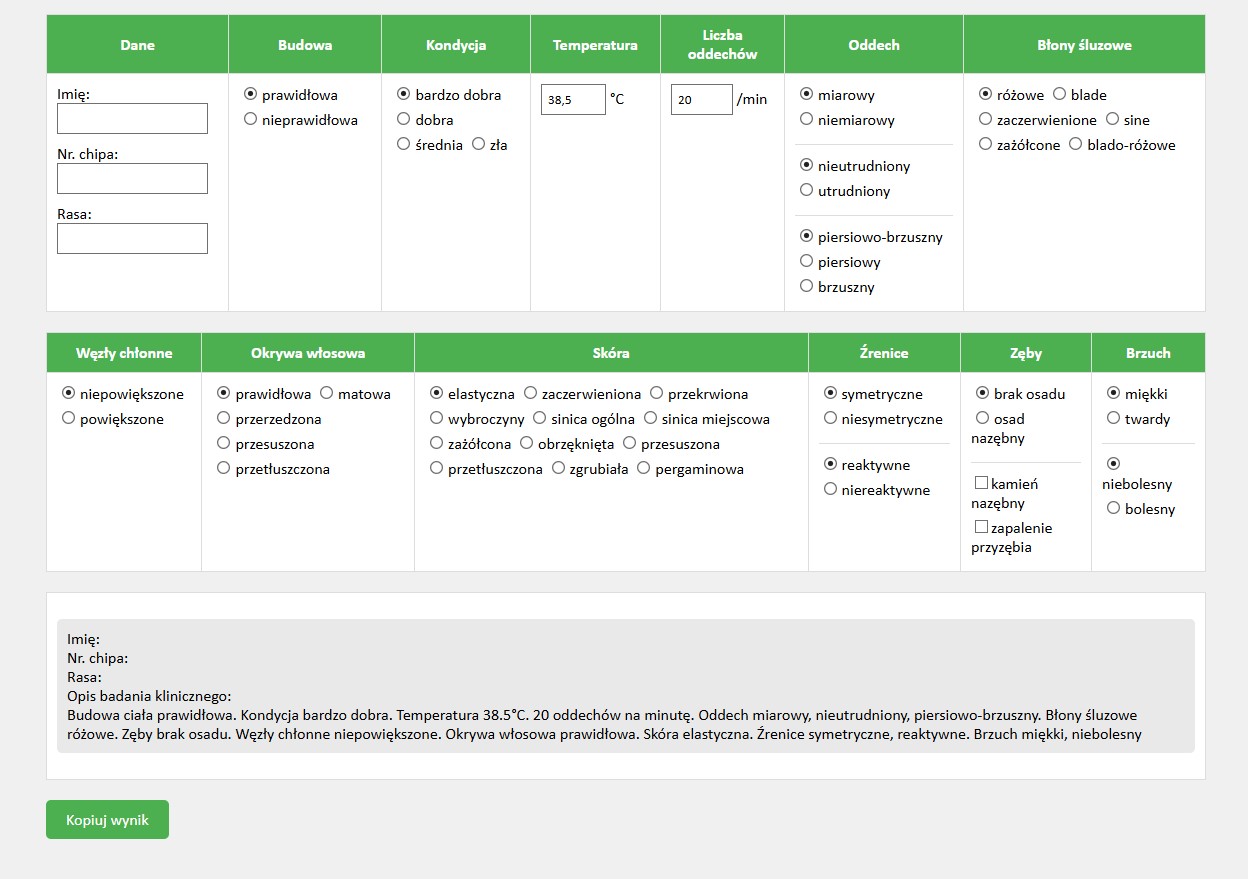 Dane Budowa Kondycja Temperatura Liczba oddechów Oddech Błony śluzowe
Imię:
Nr. chipa:
Rasa:
prawidłowa
nieprawidłowa
bardzo dobra
dobra
średnia zła
38,5 °C
20 /min
miarowy
niemiarowy
nieutrudniony
utrudniony
piersiowo-brzuszny
piersiowy
brzuszny
różowe blade
zaczerwienione sine
zażółcone blado-różowe
Węzły chłonne Okrywa włosowa Skóra Źrenice Zęby Brzuch
niepowiększone
powiększone
prawidłowa matowa
przerzedzona
przesuszona
przetłuszczona
elastyczna zaczerwieniona przekrwiona
wybroczyny sinica ogólna sinica miejscowa
zażółcona obrzęknięta przesuszona
przetłuszczona zgrubiała pergaminowa
symetryczne
niesymetryczne
reaktywne
niereaktywne
brak osadu
osad
nazębny
kamień
nazębny
zapalenie
przyzębia
miękki
twardy
niebolesny
bolesny
Imię:
Nr. chipa:
Rasa:
Opis badania klinicznego:
Budowa ciała prawidłowa. Kondycja bardzo dobra. Temperatura 38.5°C. 20 oddechów na minutę. Oddech miarowy, nieutrudniony, piersiowo-brzuszny. Błony śluzowe
różowe. Zęby brak osadu. Węzły chłonne niepowiększone. Okrywa włosowa prawidłowa. Skóra elastyczna. Źrenice symetryczne, reaktywne. Brzuch miękki, niebolesny
Kopiuj wynik